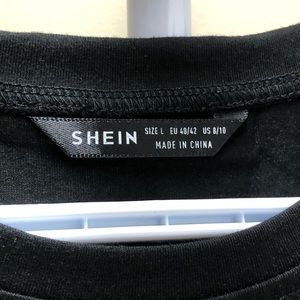 SHEIN
SIZE L EU 40/42 US 8/10
MADE IN CHINA